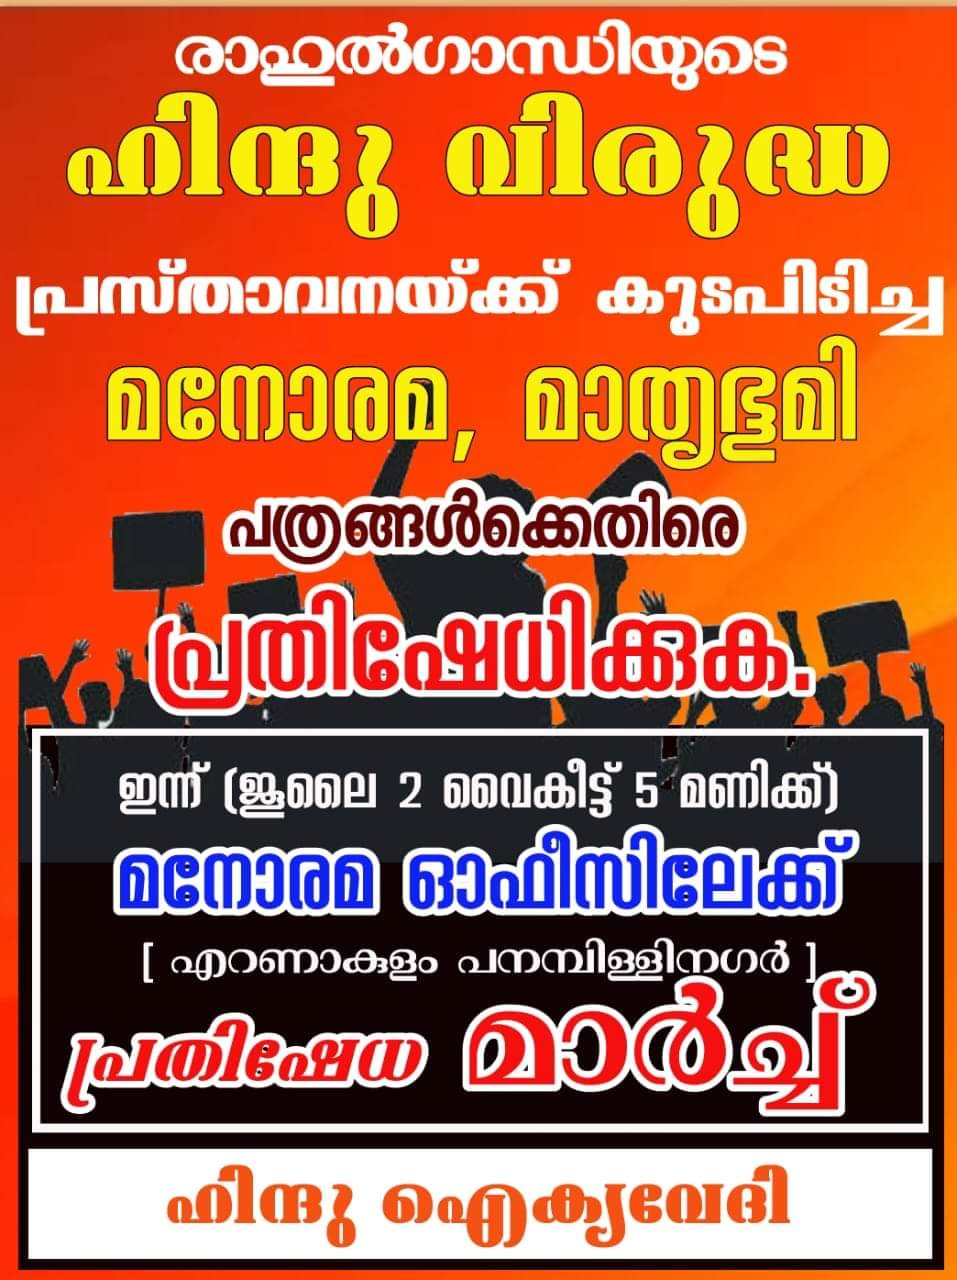 രാഹുൽഗാന്ധിയുടെ
ഹിന്ദു വിരുദ്ധ
പ്രസ്താവനയ്ക്ക് കുടപിടിച്ച
മനോരമ, മാതൃഭൂമി
പത്രങ്ങൾക്കെതിരെ
പ്രതിഷേധിക്കുക.
ഇന്ന് (ജൂലൈ 2 വൈകീട്ട് 5 മണിക്ക്)
മനോരമ ഓഫീസിലേക്ക്
[ എറണാകുളം പനമ്പിള്ളിനഗർ ]
പ്രതിഷേധ മാർച്ച്
ഹിന്ദു ഐക്യവേദി